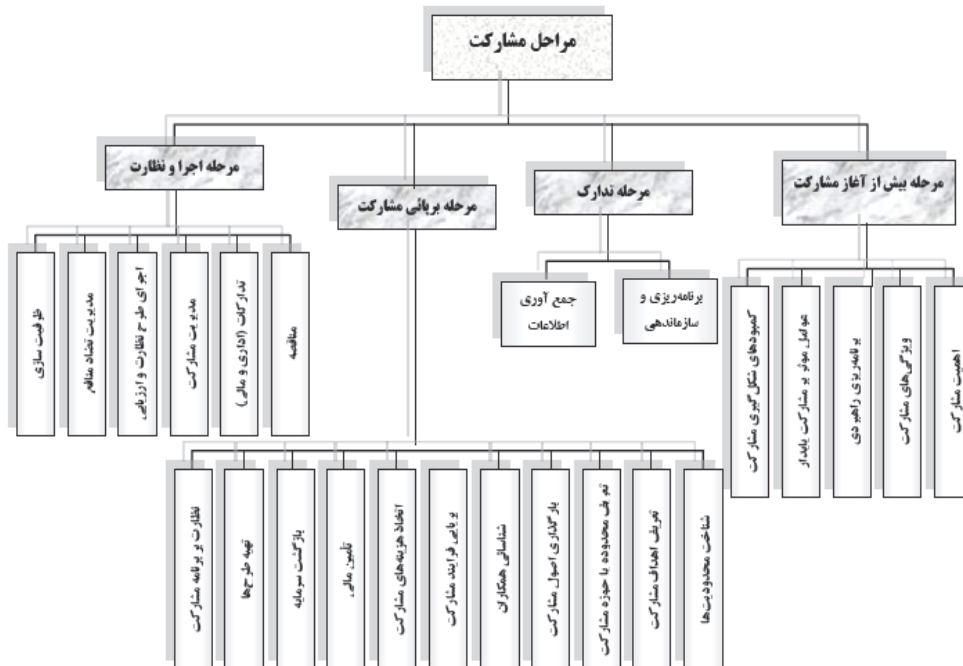 مراحل مشارکت
مرحله پیش از آغاز مشارکت
مرحله تدارک
مرحله برپائی مشارکت
مرحله اجرا و نظارت
اهمیت مشارکت
ویژگی‌های مشارکت
برنامه‌ریزی راهبردی
عوامل موثر بر مشارکت پایدار
کمبودهای شکل‌گیری مشارکت
برنامه‌ریزی و
سازماندهی
جمع آوری
اطلاعات
مناقصه
تدارکات (اداری و مالی)
مدیریت مشارکت
اجرای طرح نظارت و ارزیابی
مدیریت تضاد منافع
ظرفیت سازی
شناخت محدودیت‌ها
تعریف اهداف مشارکت
تعریف محدوده یا حوزه مشارکت
بارگذاری اصول مشارکت
شناسائی همکاران
برپایی فرایند مشارکت
اتخاذ هزینه‌های مشارکت
تأمین مالی
بازگشت سرمایه
تهیه طرح‌ها
نظارت بر برنامه مشارکت